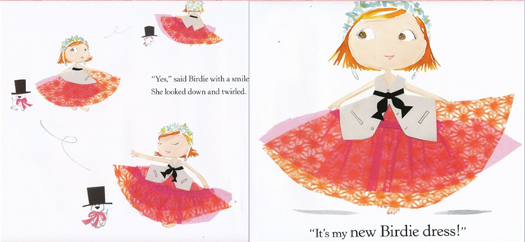 "Yes," said Birdie with a smile
She looked down and twirled.
"It's my new Birdie dress!"